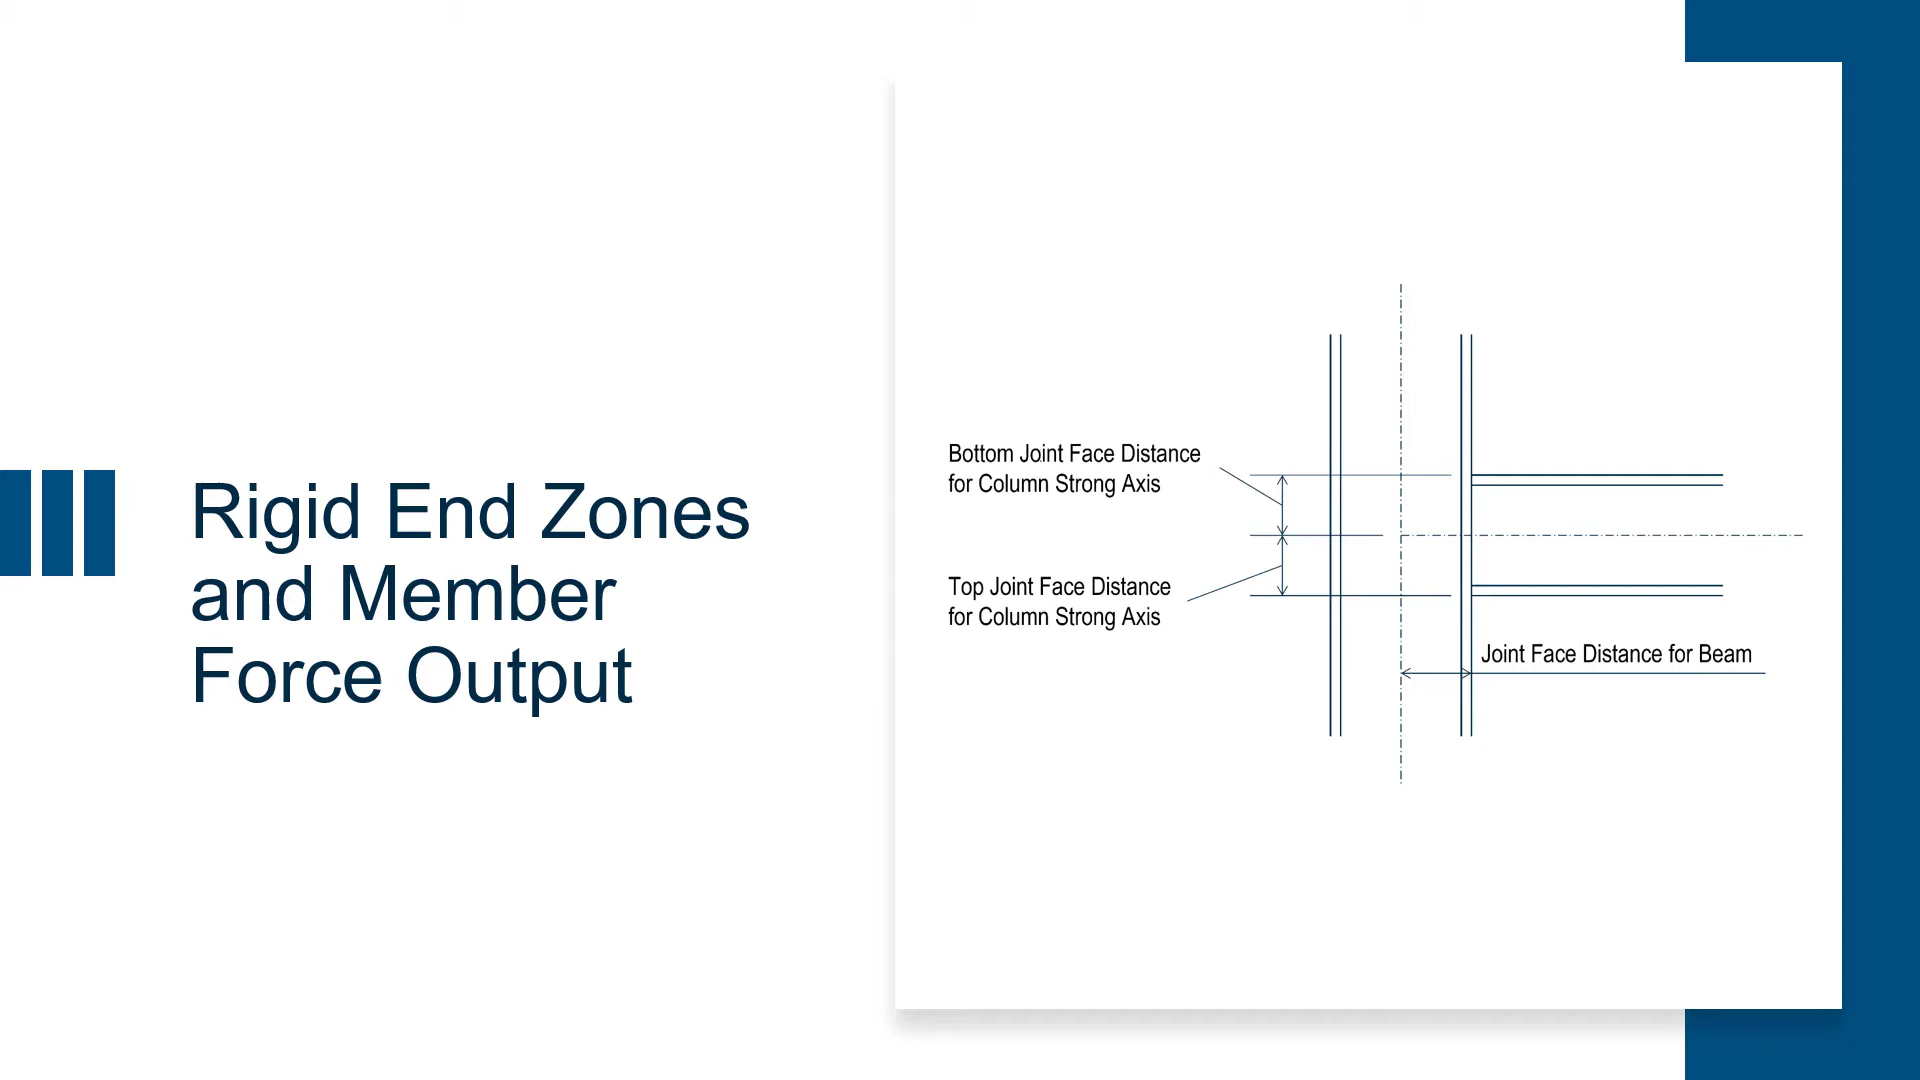 Rigid End Zones
and Member
Force Output
Bottom Joint Face Distance
for Column Strong Axis
Top Joint Face Distance
for Column Strong Axis
Joint Face Distance for Beam